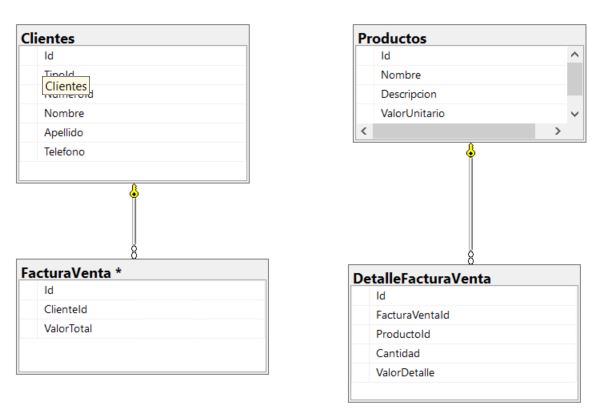 Clientes
Id
TipoId
Clientes
NumeroId
Nombre
Apellido
Telefono
Productos
Id
Nombre
Descripcion
ValorUnitario
FacturaVenta *
Id
ClienteId
ValorTotal
DetalleFacturaVenta
Id
FacturaVentaId
ProductoId
Cantidad
ValorDetalle